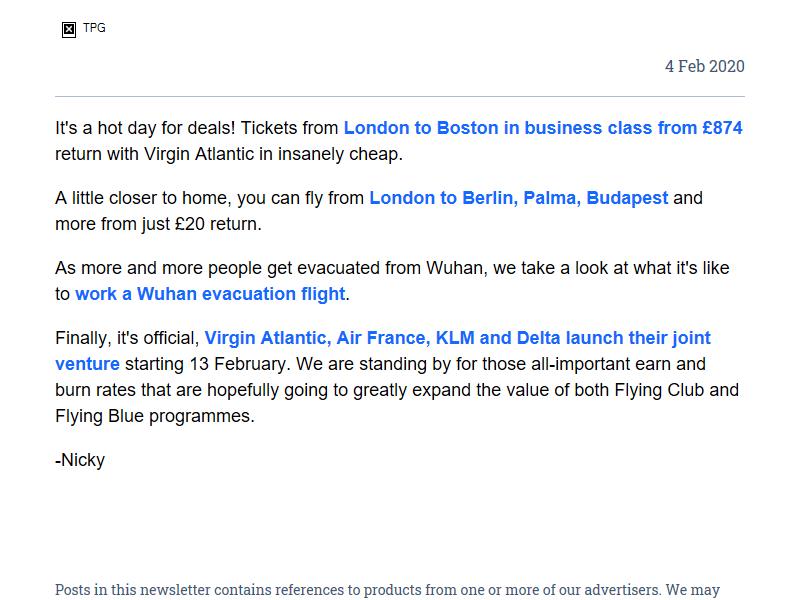 TPG
4 Feb 2020
It's a hot day for deals! Tickets from London to Boston in business class from £874
return with Virgin Atlantic in insanely cheap.
A little closer to home, you can fly from London to Berlin, Palma, Budapest and
more from just £20 return.
As more and more people get evacuated from Wuhan, we take a look at what it's like
to work a Wuhan evacuation flight.
Finally, it's official, Virgin Atlantic, Air France, KLM and Delta launch their joint
venture starting 13 February. We are standing by for those all-important earn and
burn rates that are hopefully going to greatly expand the value of both Flying Club and
Flying Blue programmes.
-Nicky
Posts in this newsletter contains references to products from one or more of our advertisers. We may